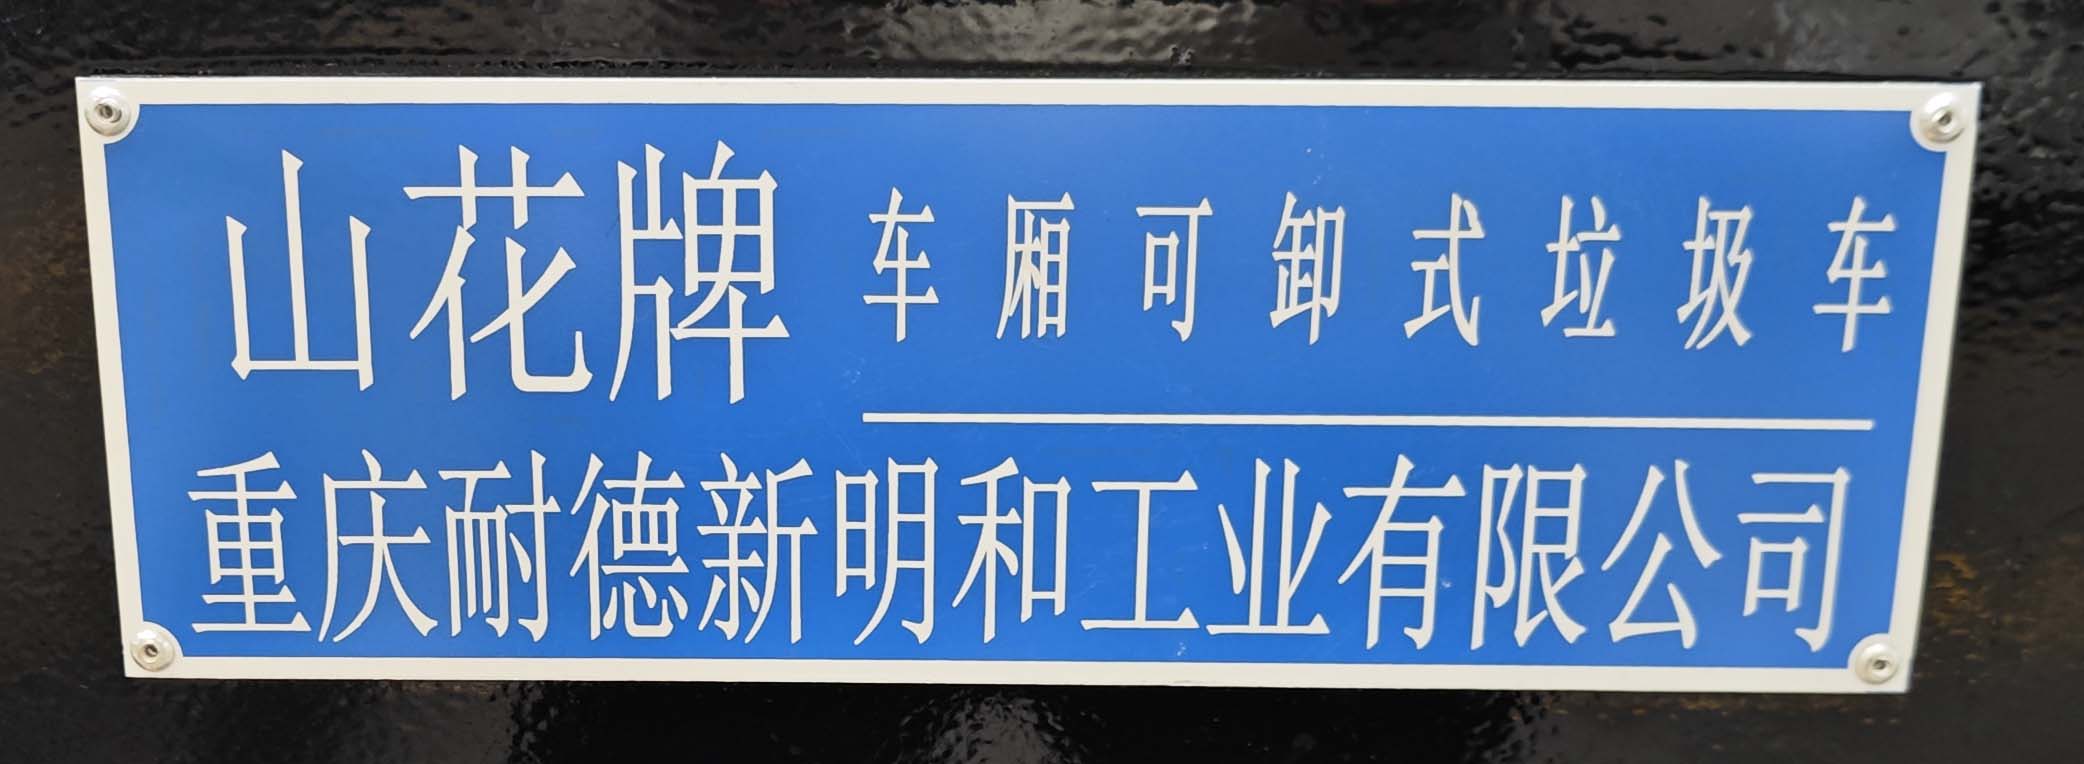 山花牌 车厢可卸式垃圾车
重庆耐德新明和工业有限公司